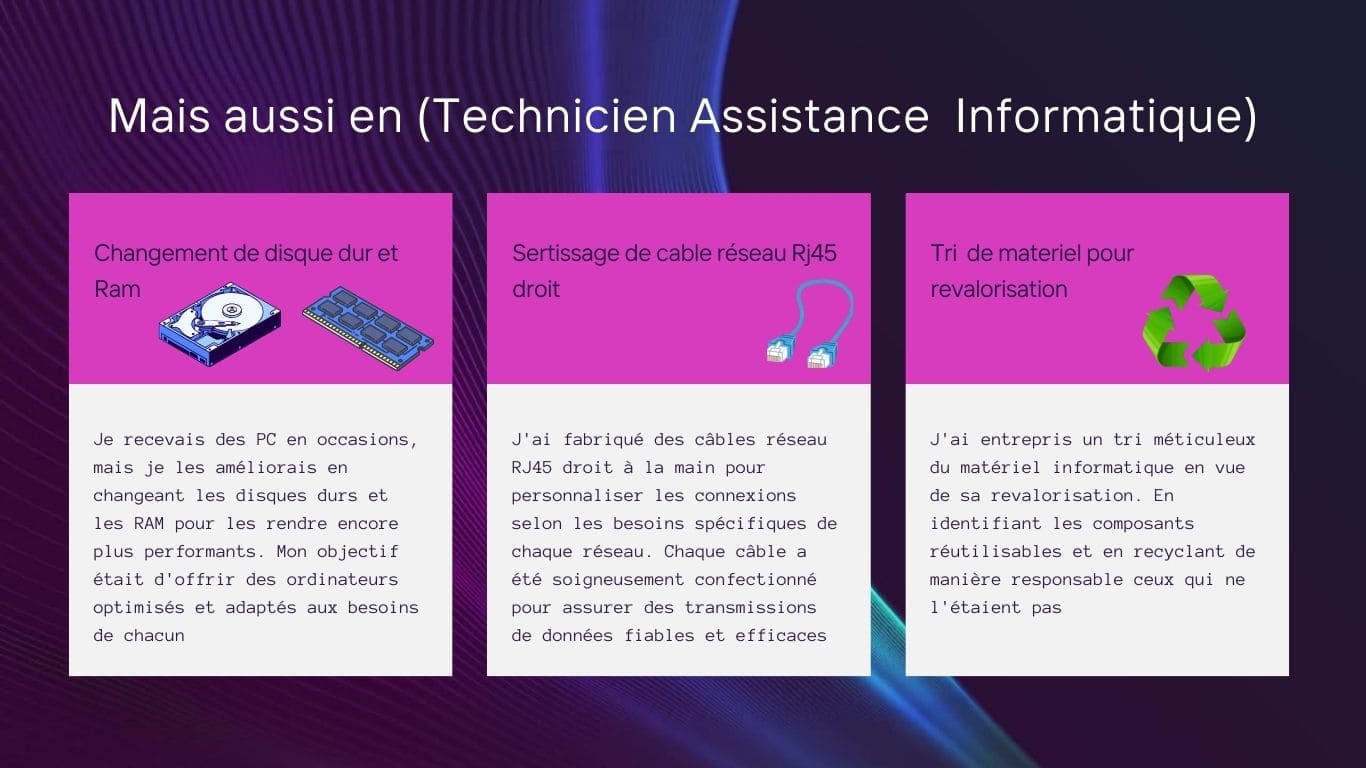 Mais aussi en (Technicien Assistance  Informatique)
Changement de disque dur et
Ram
Je recevais des PC en occasions,
mais je les améliorais en
changeant les disques durs et
les RAM pour les rendre encore
plus performants. Mon objectif
était d'offrir des ordinateurs
optimisés et adaptés aux besoins
de chacun
Sertissage de cable réseau Rj45
droit
J'ai fabriqué des câbles réseau
RJ45 droit à la main pour
personnaliser les connexions
selon les besoins spécifiques de
chaque réseau. Chaque câble a
été soigneusement confectionné
pour assurer des transmissions
de données fiables et efficaces
Tri  de materiel pour
revalorisation
J'ai entrepris un tri méticuleux
du matériel informatique en vue
de sa revalorisation. En
identifiant les composants
réutilisables et en recyclant de
manière responsable ceux qui ne
l'étaient pas